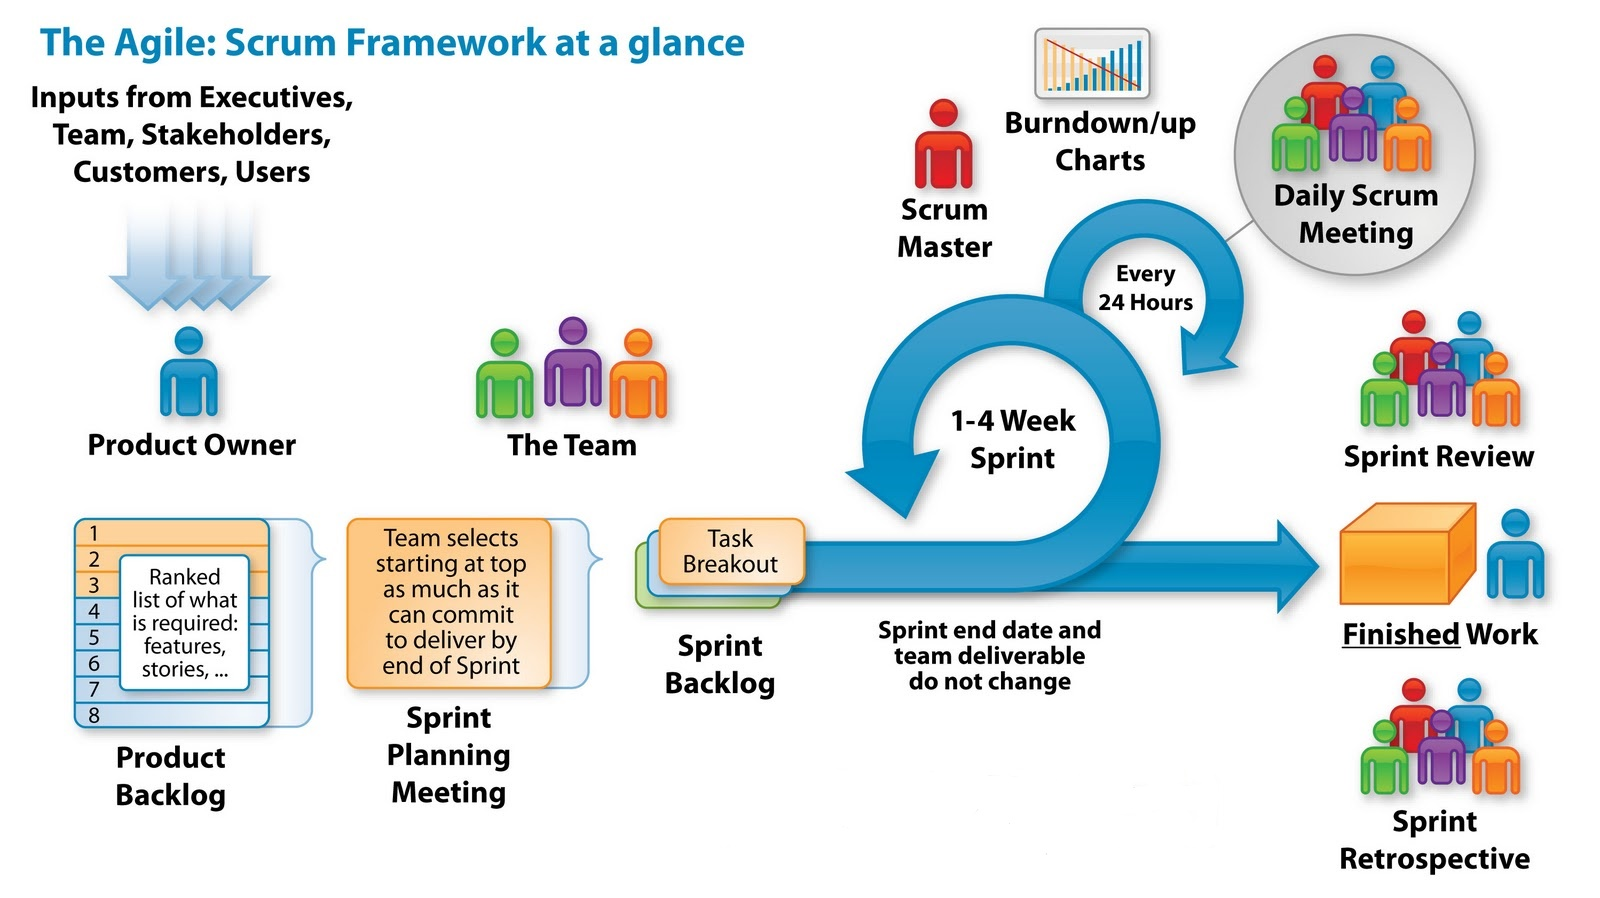 The Agile: Scrum Framework at a glance
Inputs from Executives,
Team, Stakeholders,
Customers, Users
Product Owner
The Team
Scrum
Master
Burndown/up
Charts
Daily Scrum
Meeting
Every
24 Hours
1-4 Week
Sprint
Sprint Review
1
2
3
4
5
6
7
8
Ranked
list of what
is required:
features,
stories, ...
Product
Backlog
Team selects
starting at top
as much as it
can commit
to deliver by
end of Sprint
Sprint
Planning
Meeting
Task
Breakout
Sprint
Backlog
Sprint end date and
team deliverable
do not change
Finished Work
Sprint
Retrospective